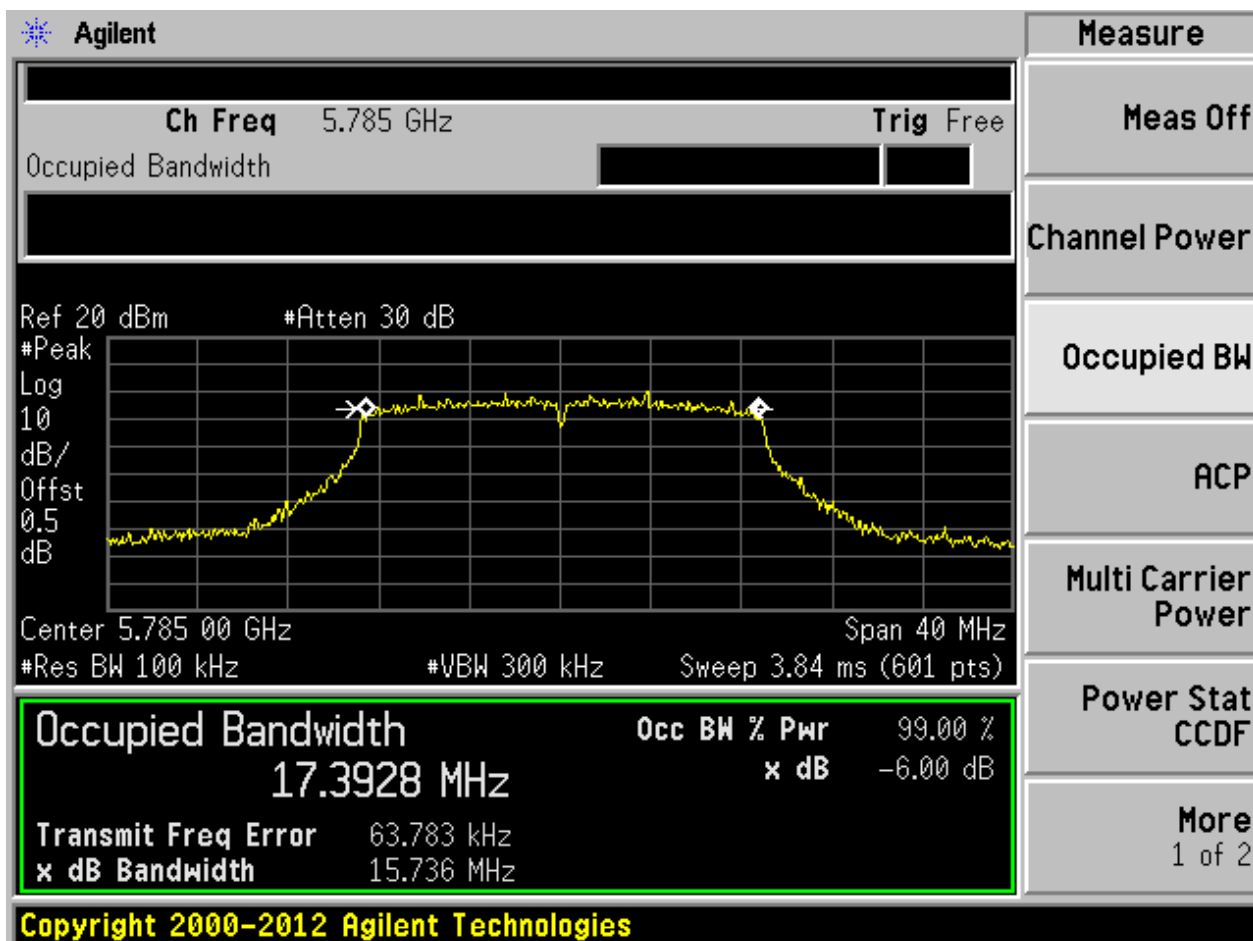 Agilent
Measure
Ch Freq 5.785 GHz Trig Free
Occupied Bandwidth
Meas Off
Channel Power
Occupied BW
ACP
Multi Carrier
Power
Power Stat
CCDF
More
1 of 2
Ref 20 dBm #Atten 30 dB
#Peak
Log
10
dB/
Offst
0.5
dB
Center 5.785 00 GHz Span 40 MHz
#Res BW 100 kHz #VBW 300 kHz Sweep 3.84 ms (601 pts)
Occupied Bandwidth Occ BW % Pwr 99.00 %
17.3928 MHz x dB -6.00 dB
Transmit Freq Error 63.783 kHz
x dB Bandwidth 15.736 MHz
Copyright 2000-2012 Agilent Technologies